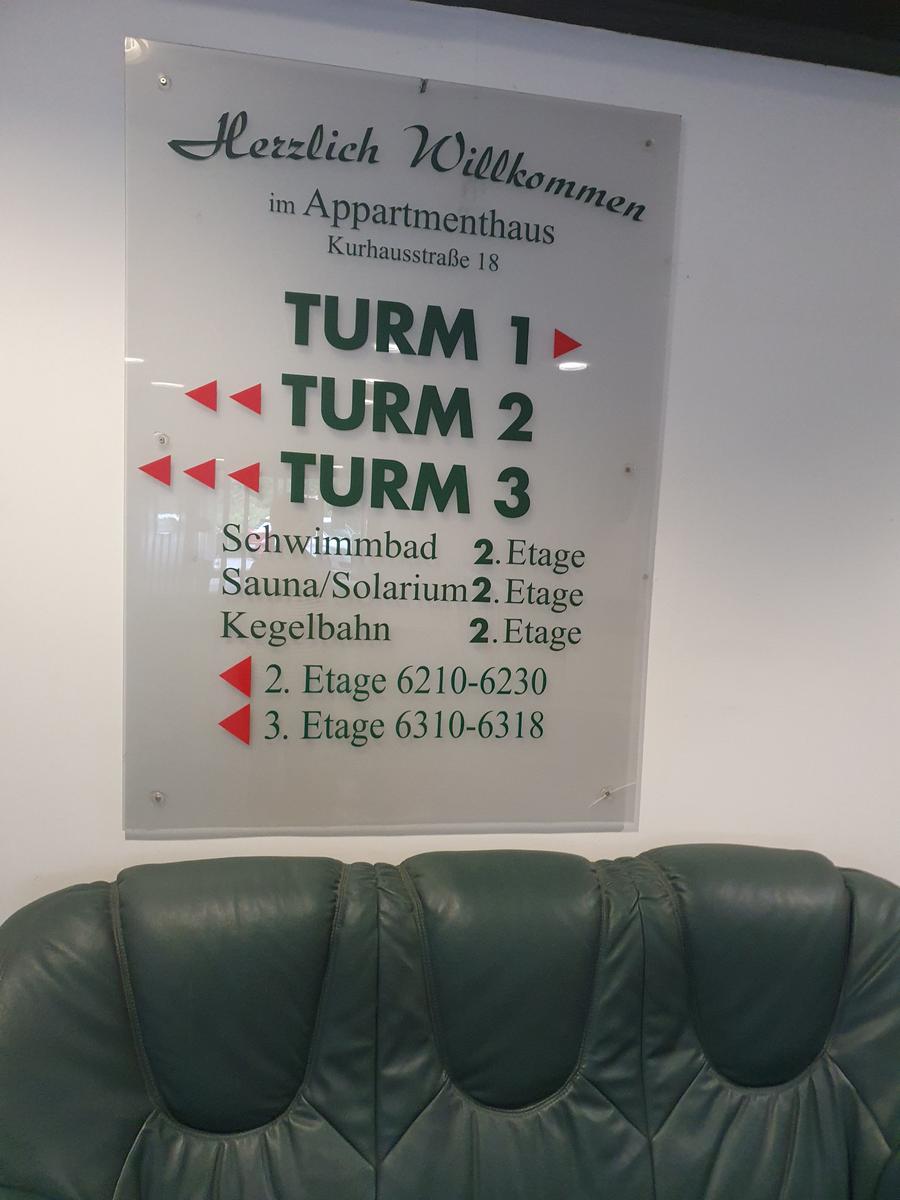 Herzlich Willkommen
im Appartmenthaus
Kurhausstraße 18
TURM 1
TURM 2
TURM 3
Schwimmbad 2. Etage
Sauna/Solarium 2. Etage
Kegelbahn 2. Etage
2. Etage 6210-6230
3. Etage 6310-6318